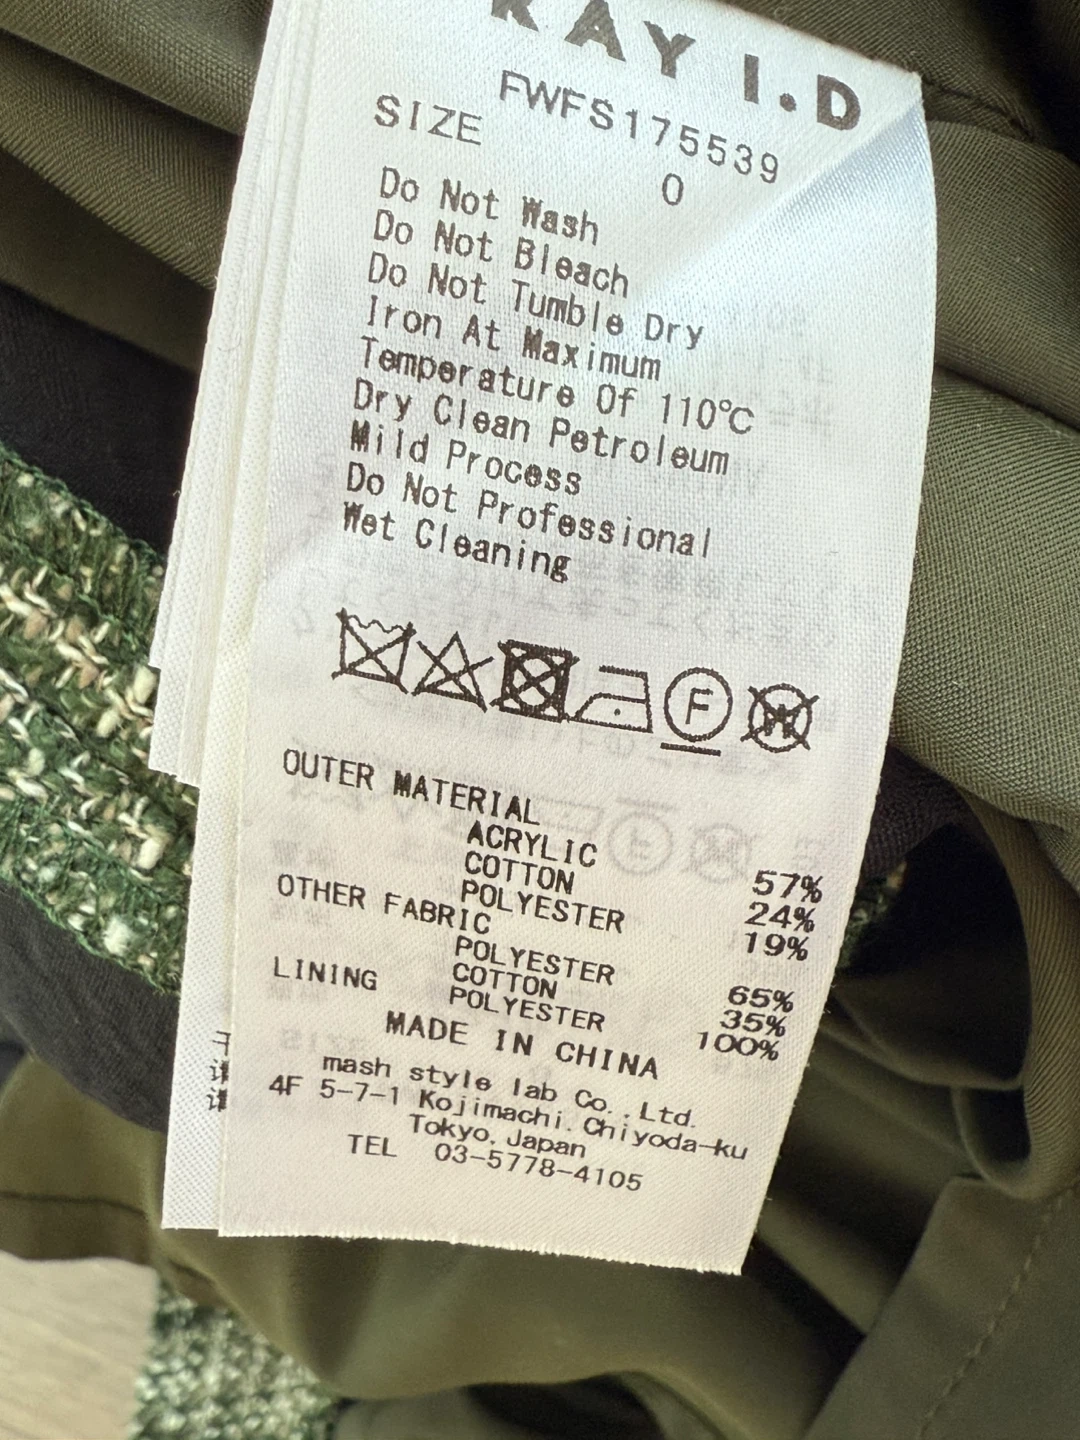 RAY I.D
FWFS175539
SIZE 0
Do Not Wash
Do Not Bleach
Do Not Tumble Dry
Iron At Maximum
Temperature Of 110℃
Dry Clean Petroleum
Mild Process
Do Not Professional
Wet Cleaning
F W
OUTER MATERIAL
ACRYLIC 57%
COTTON 24%
POLYESTER 19%
OTHER FABRIC
POLYESTER 65%
COTTON 35%
LINING POLYESTER 100%
MADE IN CHINA
mash style lab Co.,Ltd.
4F 5-7-1 Kojimachi.Chiyoda-ku
Tokyo,Japan
TEL 03-5778-4105